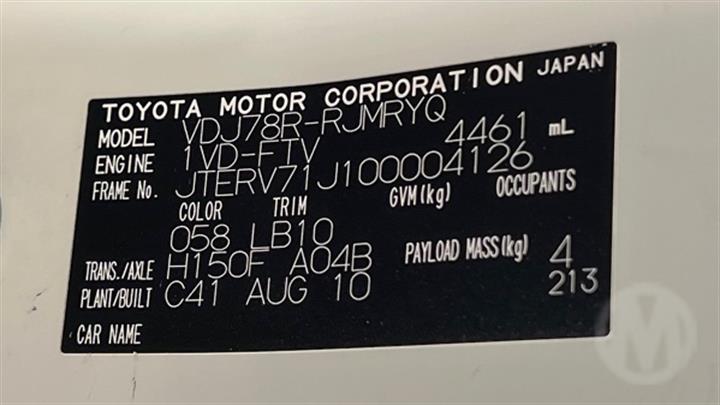 TOYOTA MOTOR CORPORATION JAPAN
MODEL VDJ78R-RJMRYQ
ENGINE 1VD-FTV 4461 mL
FRAME No. JTERV71J100004126
COLOR TRIM GVM(kg) OCCUPANTS
058 LB10
TRANS./AXLE H150F A04B PAYLOAD MASS(kg) 4
PLANT/BUILT C41 AUG 10 213
CAR NAME
M